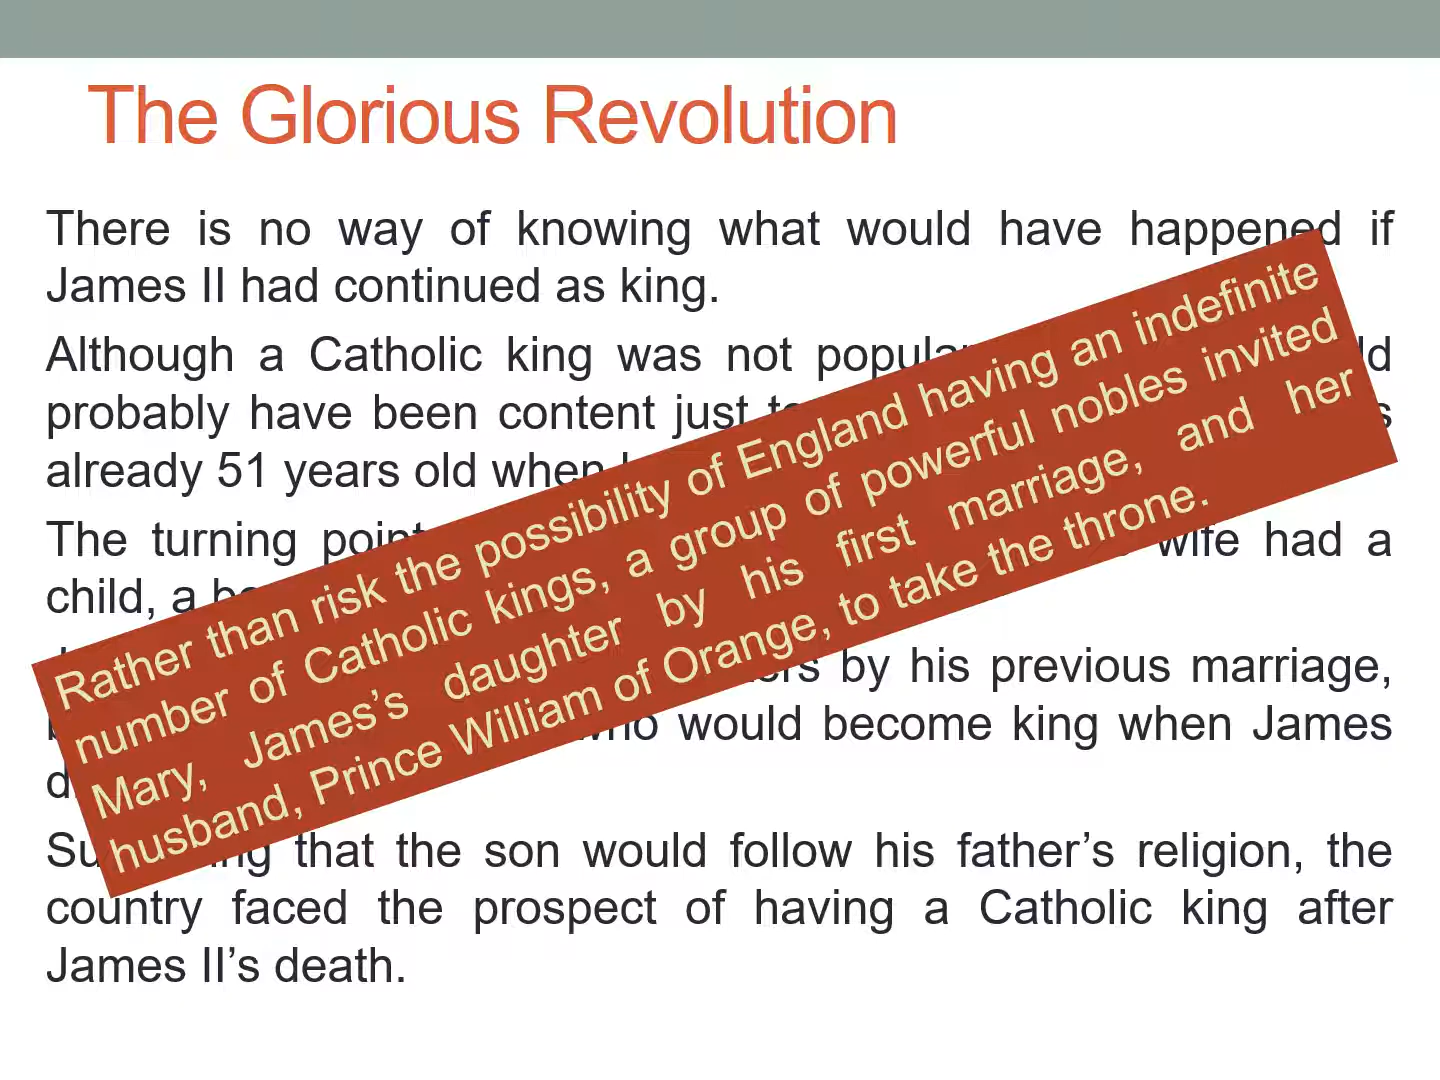 The Glorious Revolution
There is no way of knowing what would have happened if
James II had continued as king.
Although a Catholic king was not popular
probably have been content just
already 51 years old when
The turning point wife had a
child, a
by his previous marriage,
who would become king when James
that the son would follow his father’s religion, the
country faced the prospect of having a Catholic king after
James II’s death.
Rather than risk the possibility of England having an indefinite
number of Catholic kings, a group of powerful nobles invited
Mary, James’s daughter by his first marriage, and her
husband, Prince William of Orange, to take the throne.